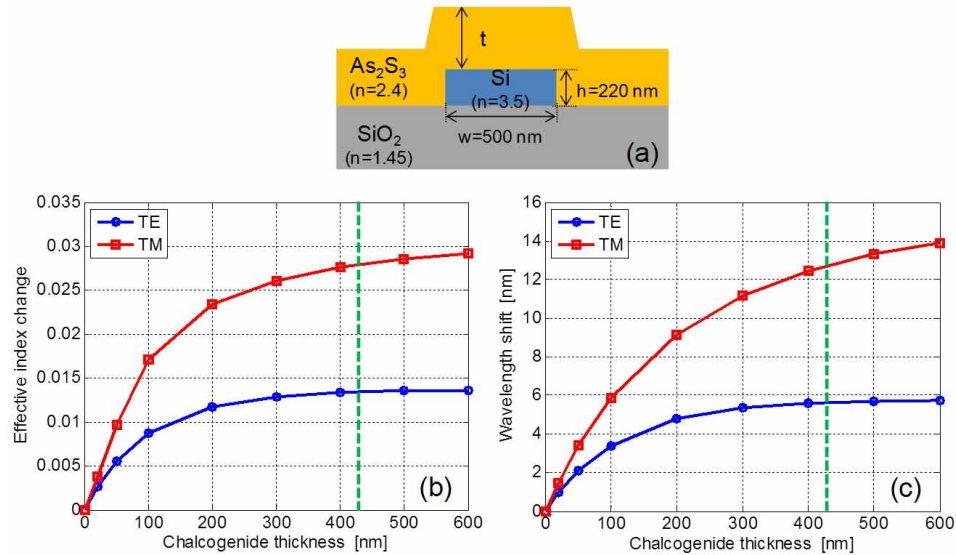 t
As₂S₃
(n=2.4)
Si
(n=3.5)
h=220 nm
SiO₂
(n=1.45)
w=500 nm
(a)
0.035
0.03
0.025
0.02
0.015
0.01
0.005
0
Effective index change
TE
TM
(b)
0 100 200 300 400 500 600
Chalcogenide thickness [nm]
16
14
12
10
8
6
4
2
0
Wavelength shift [nm]
TE
TM
(c)
0 100 200 300 400 500 600
Chalcogenide thickness [nm]